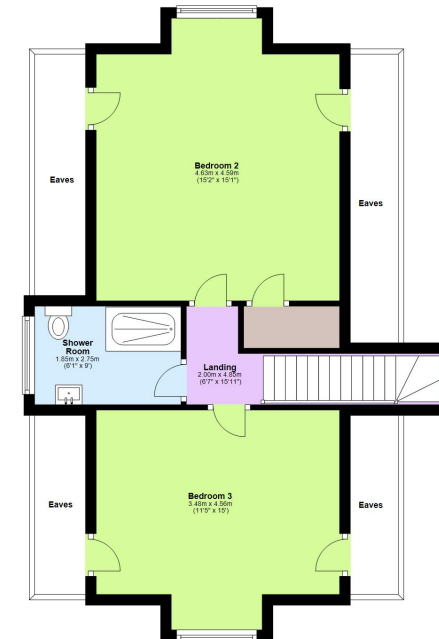 Bedroom 2
4.63m x 4.59m
(15'2" x 15'1")
Eaves
Eaves
Shower
Room
1.85m x 2.75m
(6'1" x 9')
Landing
2.00m x 4.85m
(6'7" x 15'11")
Bedroom 3
3.48m x 4.56m
(11'5" x 15')
Eaves
Eaves